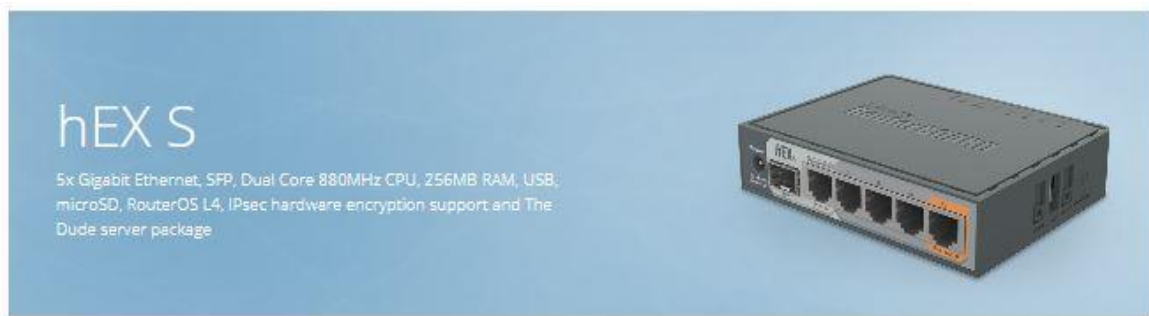 hEX S
5x Gigabit Ethernet, SFP, Dual Core 880MHz CPU, 256MB RAM, USB,
microSD, RouterOS L4, IPsec hardware encryption support and The
Dude server package
hEX